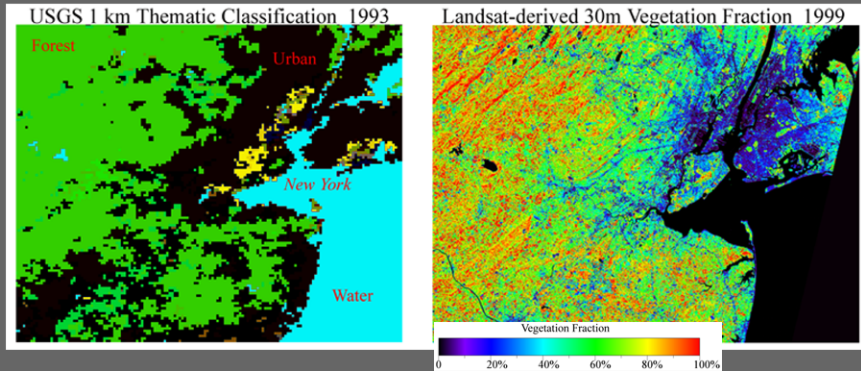 USGS 1 km Thematic Classification 1993
Landsat-derived 30m Vegetation Fraction 1999
Forest
Urban
New York
Water
Vegetation Fraction
0 20% 40% 60% 80% 100%